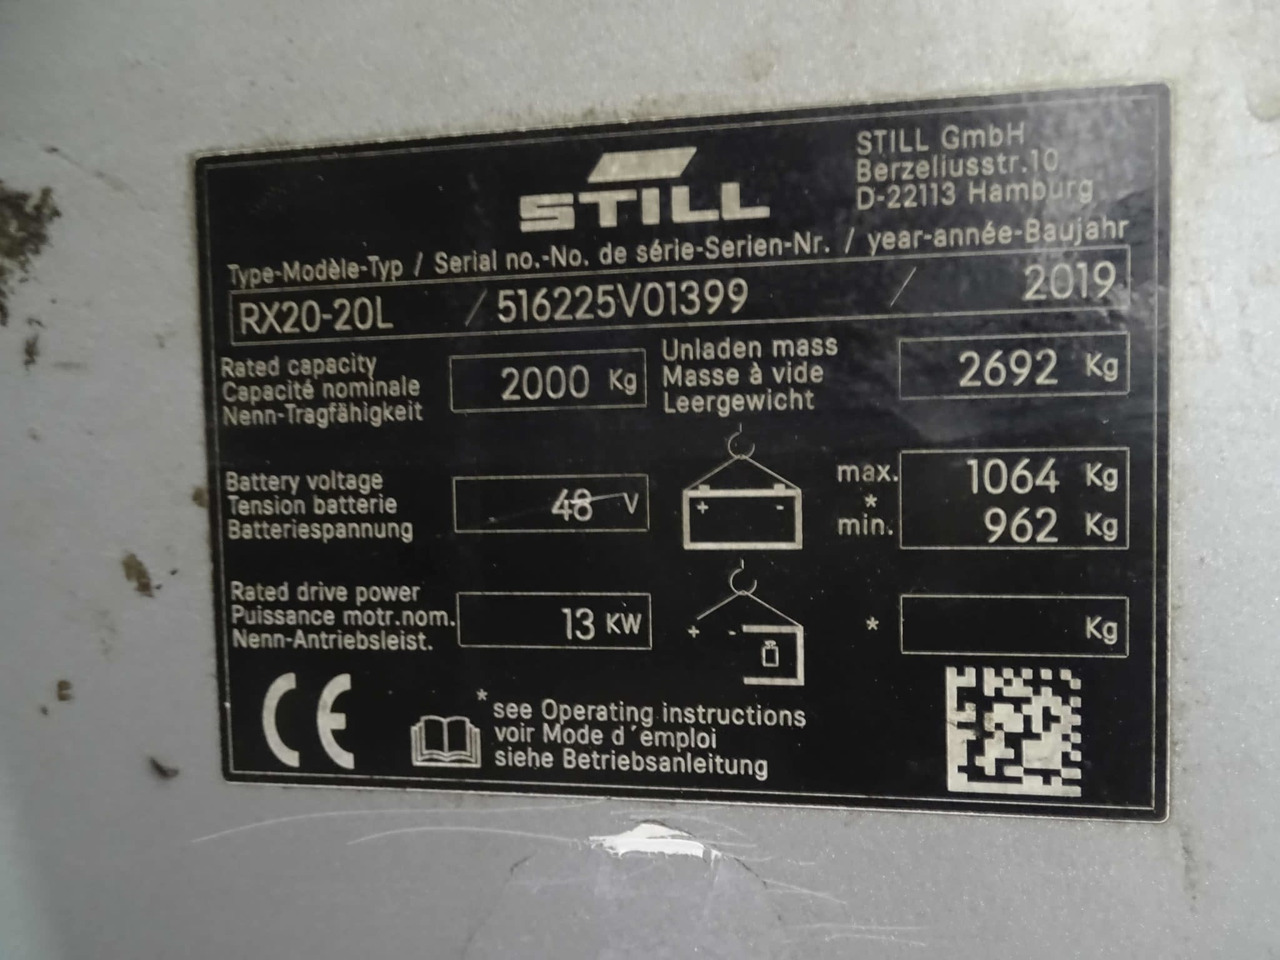 STILL
STILL GmbH
Berzeliusstr.10
D-22113 Hamburg
Type-Modèle-Typ / Serial no.-No. de série-Serien-Nr. / year-année-Baujahr
RX20-20L / 516225V01399 / 2019
Rated capacity
Capacité nominale
Nenn-Tragfähigkeit
2000 Kg
Unladen mass
Masse à vide
Leergewicht
2692 Kg
Battery voltage
Tension batterie
Batteriespannung
48 V
+ -
max. 1064 Kg
*
min. 962 Kg
Rated drive power
Puissance motr.nom.
Nenn-Antriebsleist.
13 KW
+ -
* Kg
CE
* see Operating instructions
voir Mode d'emploi
siehe Betriebsanleitung